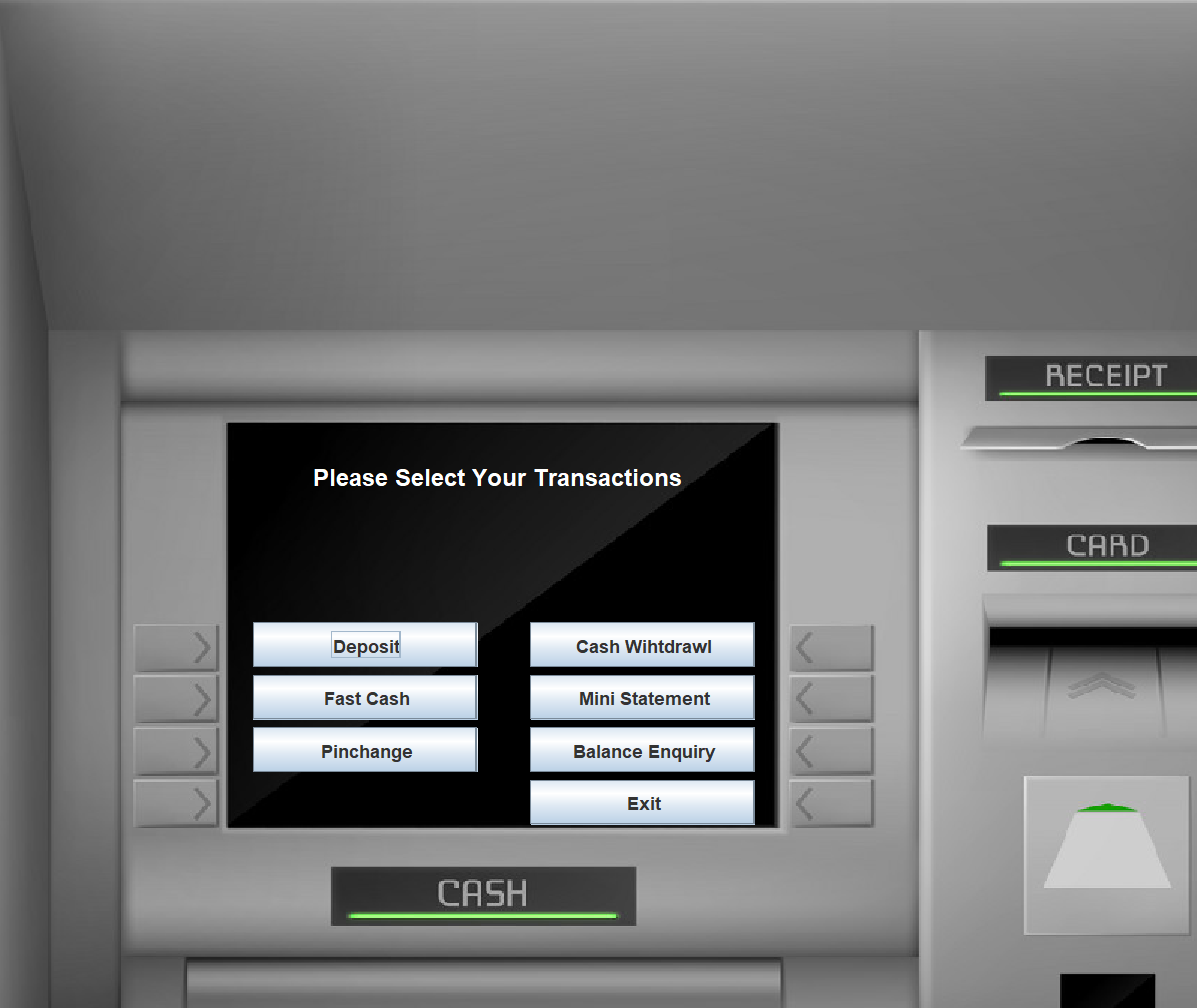 RECEIPT
Please Select Your Transactions
CARD
Deposit
Cash Wihtdrawl
Fast Cash
Mini Statement
Pinchange
Balance Enquiry
Exit
CASH